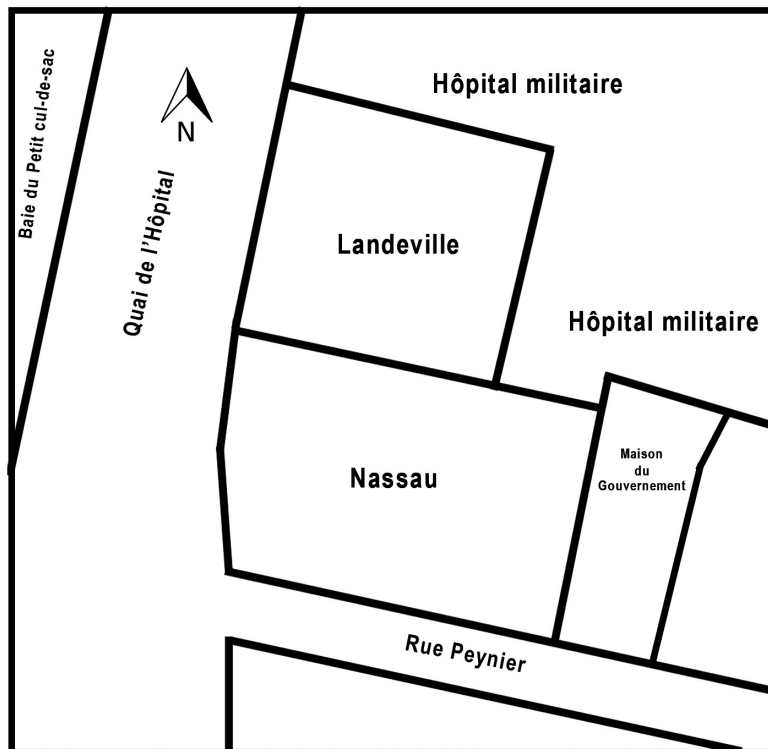 Hôpital militaire
Baie du Petit cul-de-sac
N
Quai de l'Hôpital
Landeville
Hôpital militaire
Nassau
Maison
du
Gouvernement
Rue Peynier